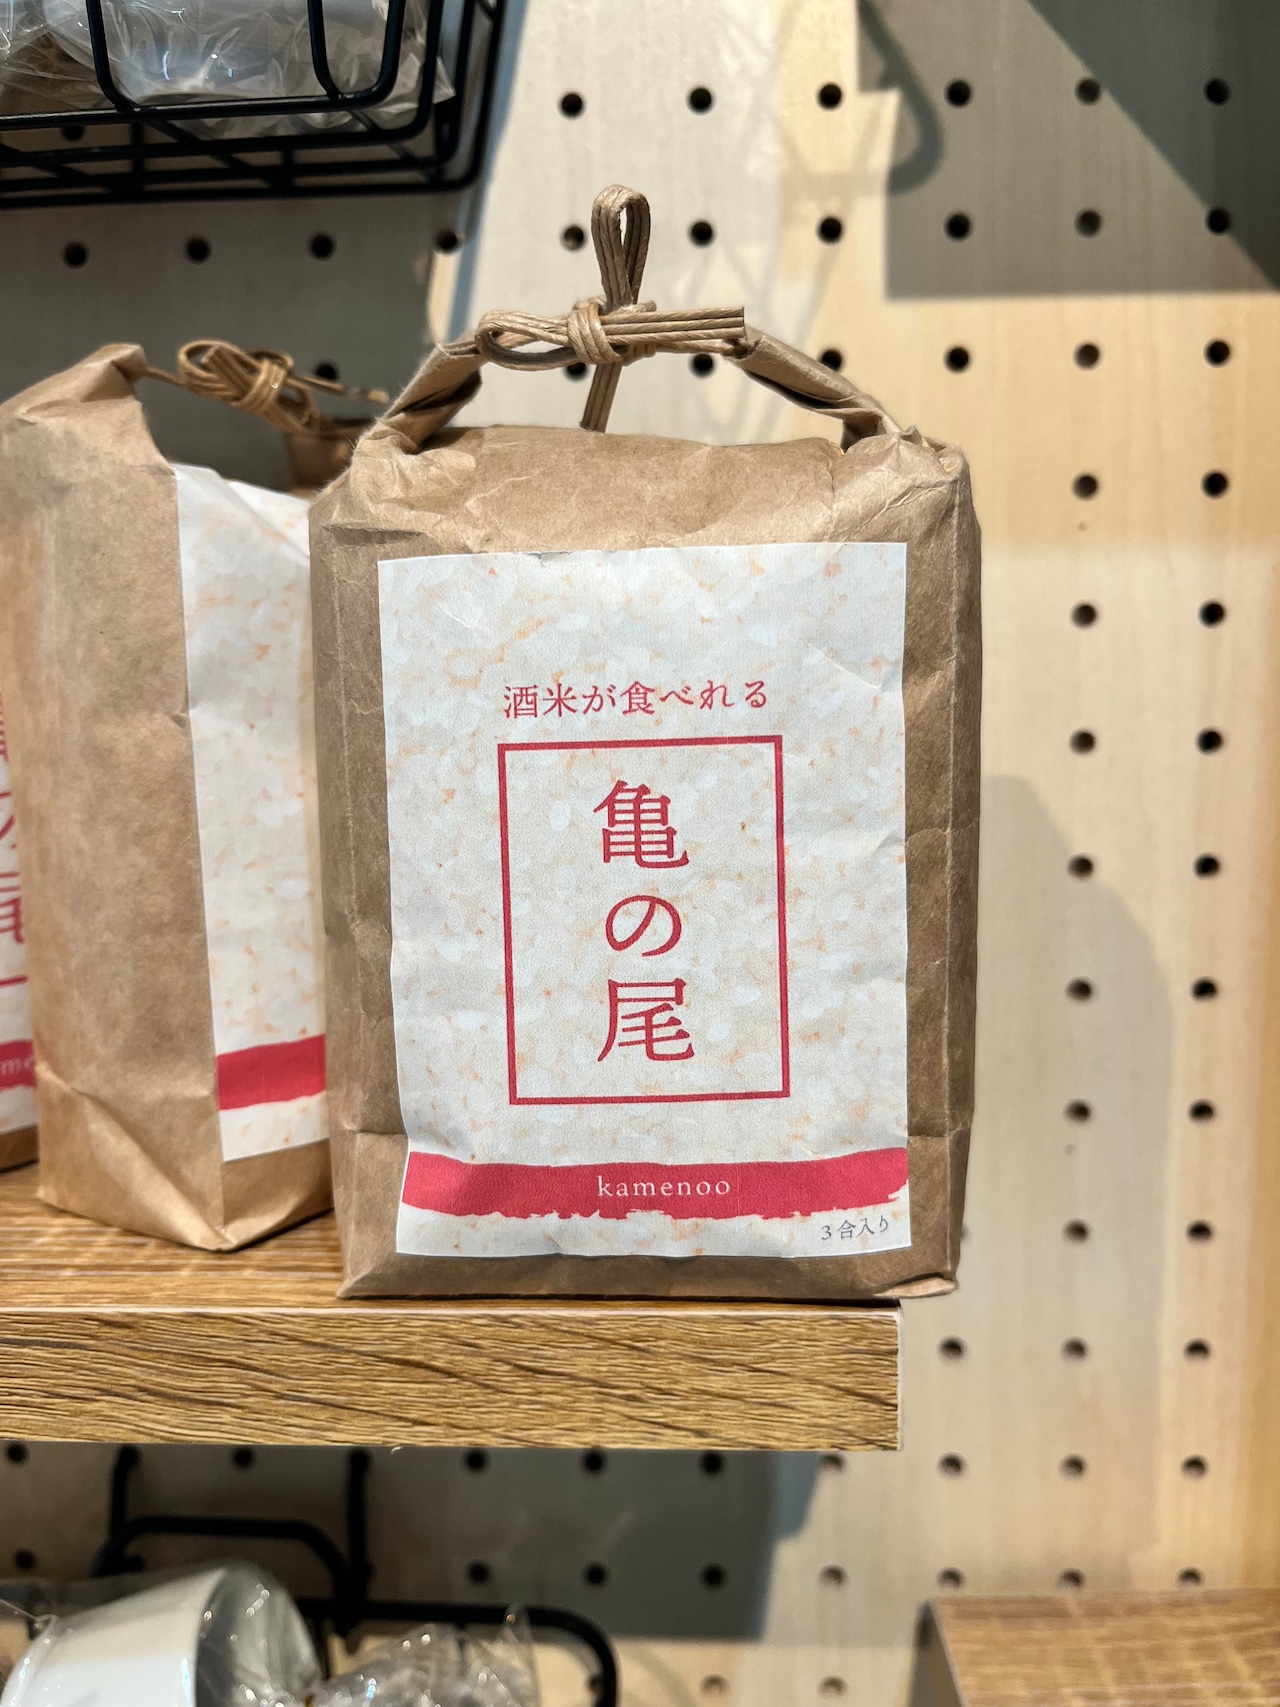 酒米が食べれる
亀の尾
kamenoo
3合入り